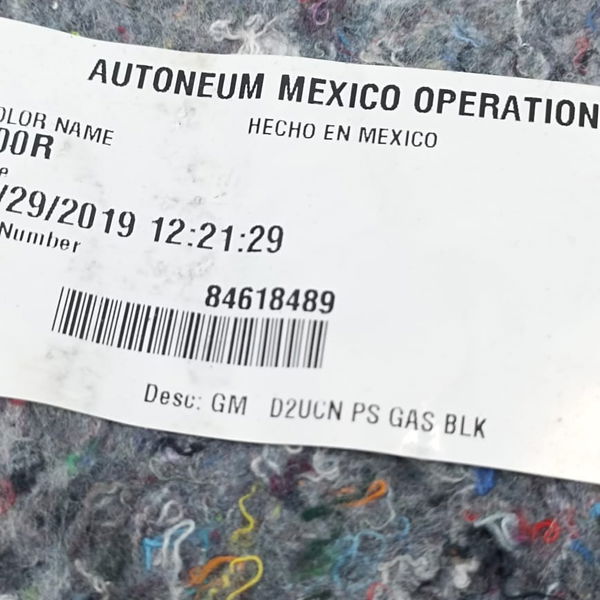 AUTONEUM MEXICO OPERATION
HECHO EN MEXICO
OLOR NAME
00R
e
/29/2019 12:21:29
Number
84618489
Desc: GM D2UCN PS GAS BLK